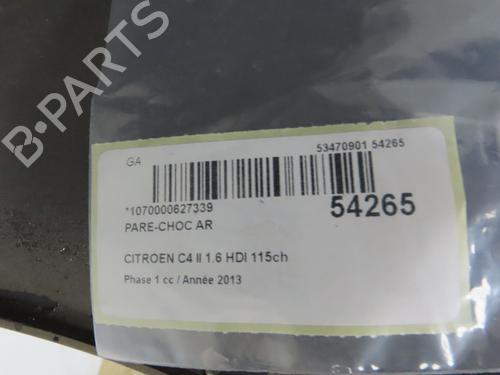 B-PARTS
GA
53470901 54265
*1070000627339
54265
PARE-CHOC AR
CITROEN C4 II 1.6 HDI 115ch
Phase 1 cc / Année 2013